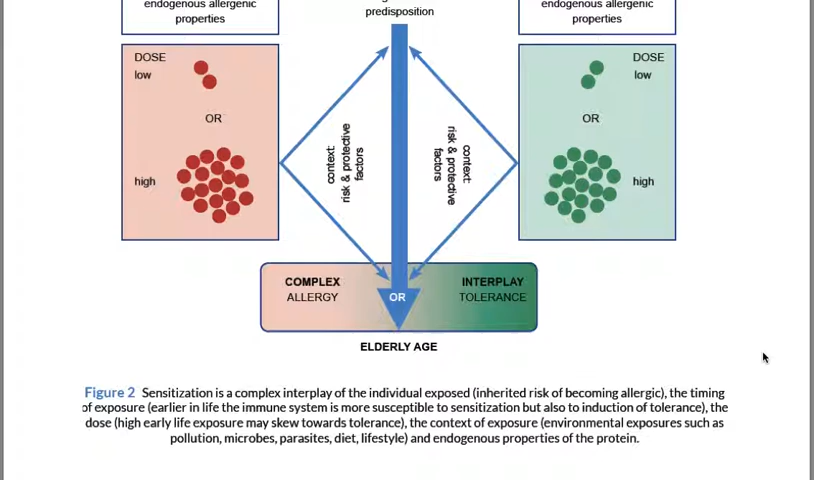 endogenous allergenic
properties
predisposition
endogenous allergenic
properties
DOSE
low
OR
high
context:
risk & protective
factors
context:
risk & protective
factors
DOSE
low
OR
high
COMPLEX
ALLERGY
OR
INTERPLAY
TOLERANCE
ELDERLY AGE
Figure 2 Sensitization is a complex interplay of the individual exposed (inherited risk of becoming allergic), the timing
of exposure (earlier in life the immune system is more susceptible to sensitization but also to induction of tolerance), the
dose (high early life exposure may skew towards tolerance), the context of exposure (environmental exposures such as
pollution, microbes, parasites, diet, lifestyle) and endogenous properties of the protein.